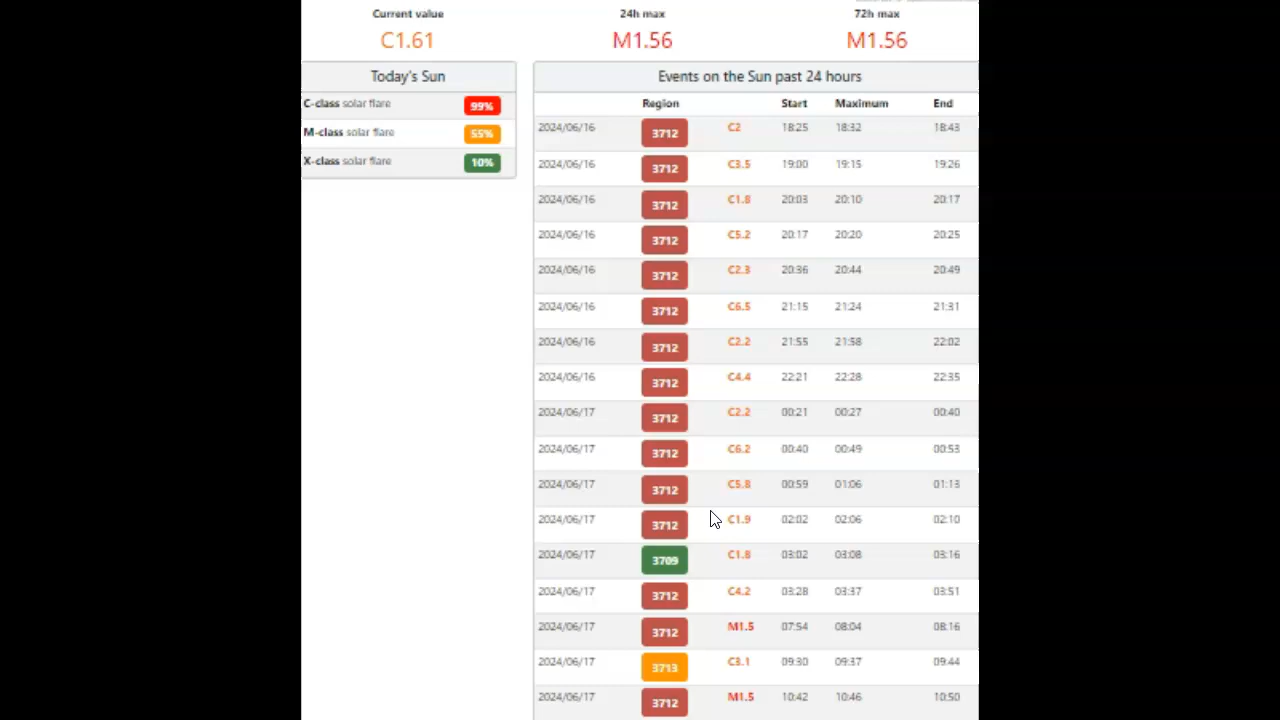 Current value 24h max 72h max
C1.61 M1.56 M1.56
Today's Sun
C-class solar flare 99%
M-class solar flare 55%
X-class solar flare 10%
Events on the Sun past 24 hours
Region Start Maximum End
2024/06/16 3712 C2 18:25 18:32 18:43
2024/06/16 3712 C3.5 19:00 19:15 19:26
2024/06/16 3712 C1.8 20:03 20:10 20:17
2024/06/16 3712 C5.2 20:17 20:20 20:25
2024/06/16 3712 C2.3 20:36 20:44 20:49
2024/06/16 3712 C6.5 21:15 21:24 21:31
2024/06/16 3712 C2.2 21:55 21:58 22:02
2024/06/16 3712 C4.4 22:21 22:28 22:35
2024/06/17 3712 C2.2 00:21 00:27 00:40
2024/06/17 3712 C6.2 00:40 00:49 00:53
2024/06/17 3712 C5.8 00:59 01:06 01:13
2024/06/17 3712 C1.9 02:02 02:06 02:10
2024/06/17 3709 C1.8 03:02 03:08 03:16
2024/06/17 3712 C4.2 03:28 03:37 03:51
2024/06/17 3712 M1.5 07:54 08:04 08:16
2024/06/17 3713 C3.1 09:30 09:37 09:44
2024/06/17 3712 M1.5 10:42 10:46 10:50